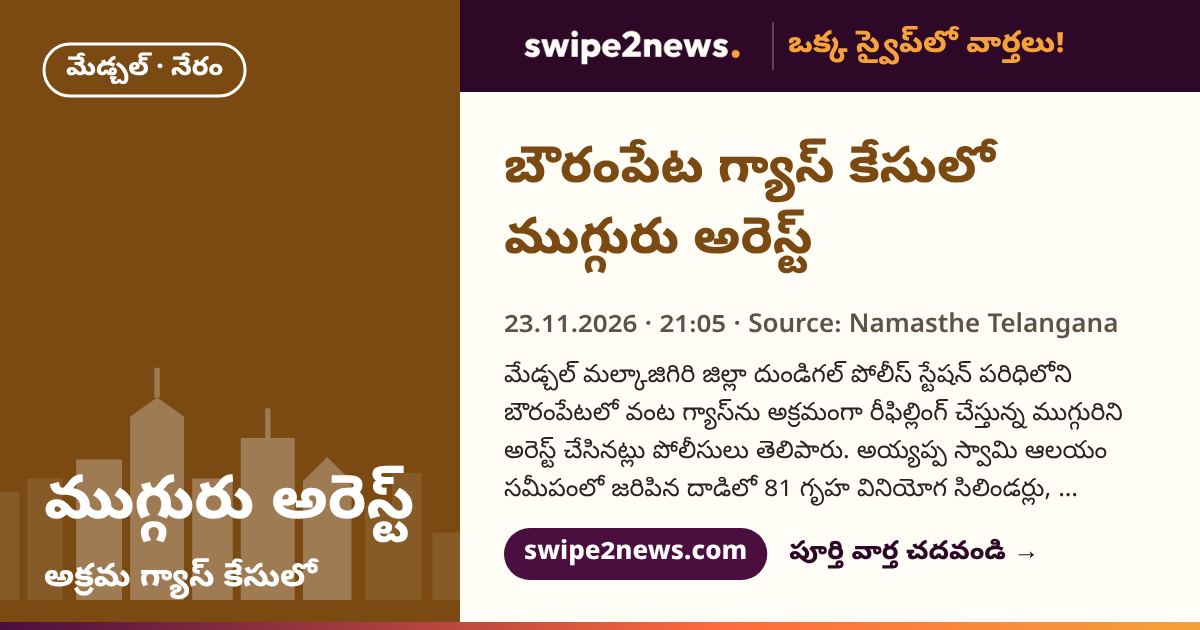 మేడ్చల్ · నేరం
ముగ్గురు అరెస్ట్
అక్రమ గ్యాస్ కేసులో
swipe2news.
ఒక్క స్వైప్‌లో వార్తలు!
బౌరంపేట గ్యాస్ కేసులో
ముగ్గురు అరెస్ట్
23.11.2026 · 21:05 · Source: Namasthe Telangana
మేడ్చల్ మల్కాజిగిరి జిల్లా దుండిగల్ పోలీస్ స్టేషన్ పరిధిలోని
బౌరంపేటలో వంట గ్యాస్‌ను అక్రమంగా రీఫిల్లింగ్ చేస్తున్న ముగ్గురిని
అరెస్ట్ చేసినట్లు పోలీసులు తెలిపారు. అయ్యప్ప స్వామి ఆలయం
సమీపంలో జరిపిన దాడిలో 81 గృహ వినియోగ సిలిండర్లు, ...
swipe2news.com
పూర్తి వార్త చదవండి →